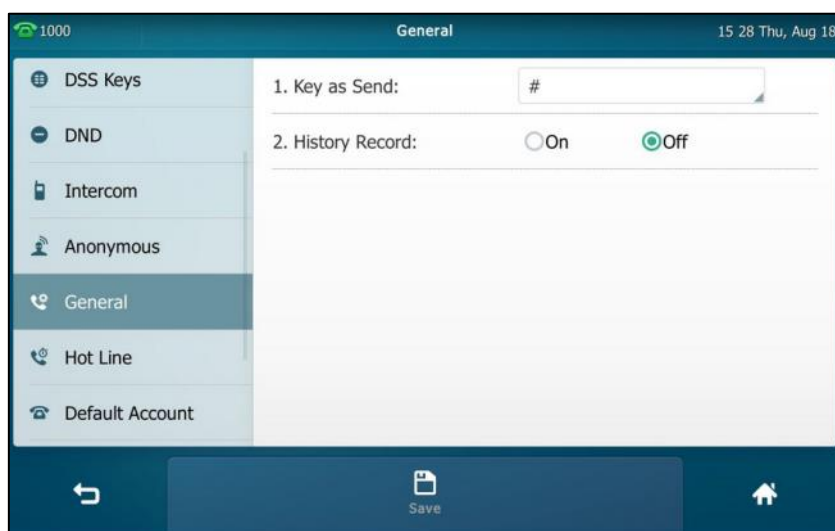 1000
General
15 28 Thu, Aug 18
DSS Keys
DND
Intercom
Anonymous
General
Hot Line
Default Account
1. Key as Send:
#
2. History Record:
On
Off
Save